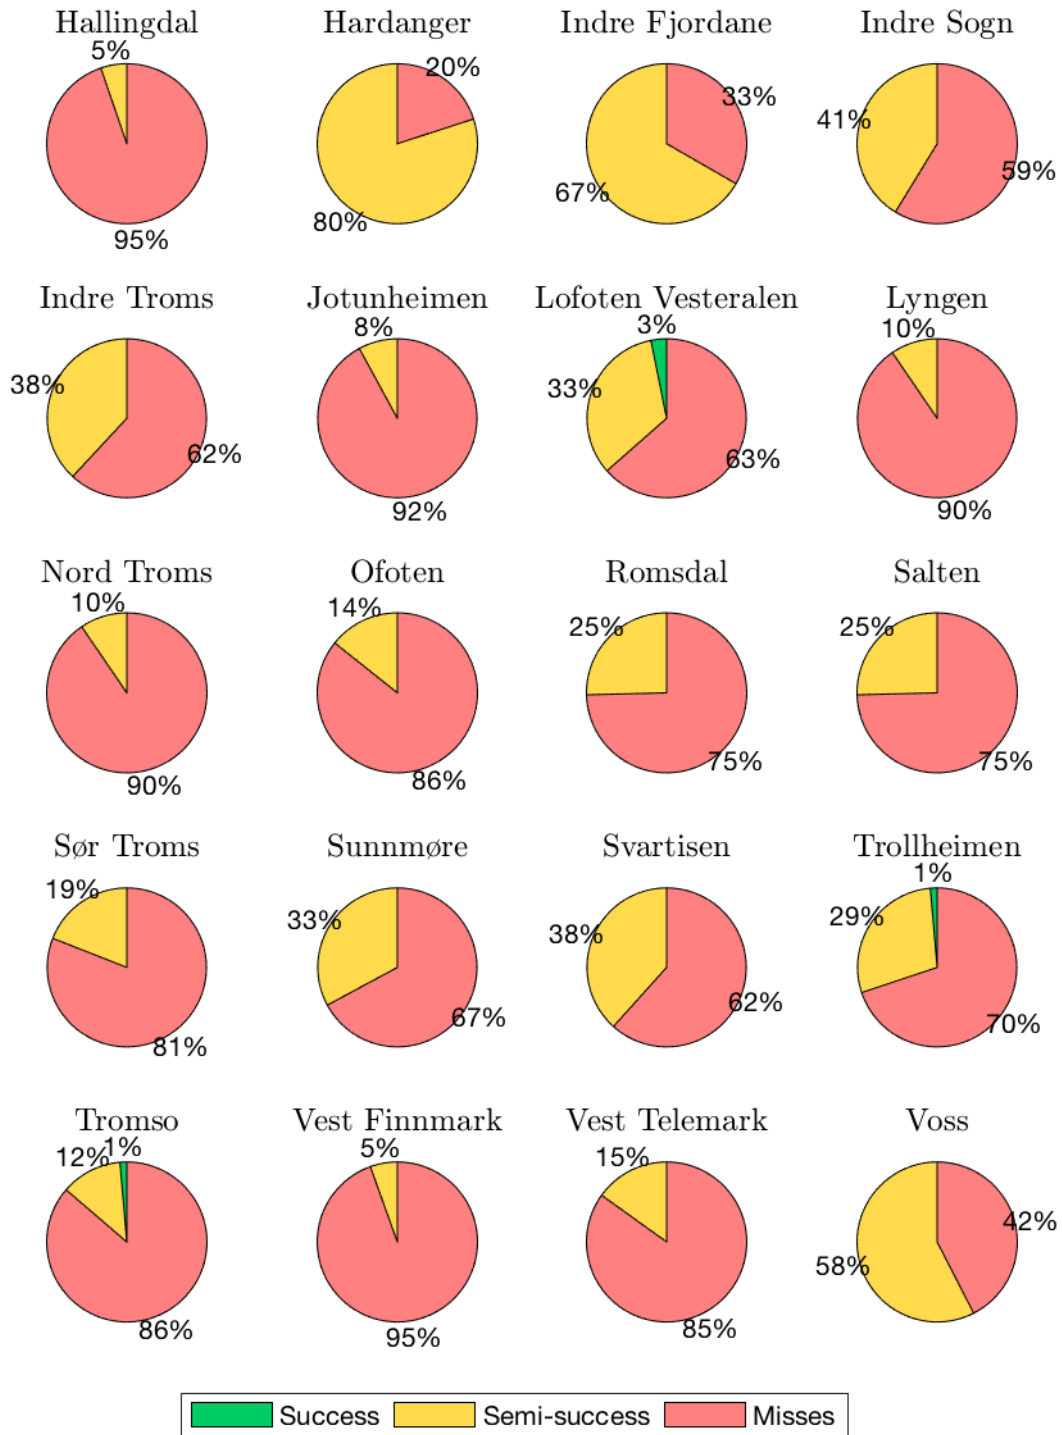 Hallingdal
5%
95%
Hardanger
20%
80%
Indre Fjordane
33%
67%
Indre Sogn
41%
59%
Indre Troms
38%
62%
Jotunheimen
8%
92%
Lofoten Vesteralen
3%
33%
63%
Lyngen
10%
90%
Nord Troms
10%
90%
Ofoten
14%
86%
Romsdal
25%
75%
Salten
25%
75%
Sør Troms
19%
81%
Sunnmøre
33%
67%
Svartisen
38%
62%
Trollheimen
1%
29%
70%
Tromso
12%
1%
86%
Vest Finnmark
5%
95%
Vest Telemark
15%
85%
Voss
42%
58%
Success
Semi-success
Misses